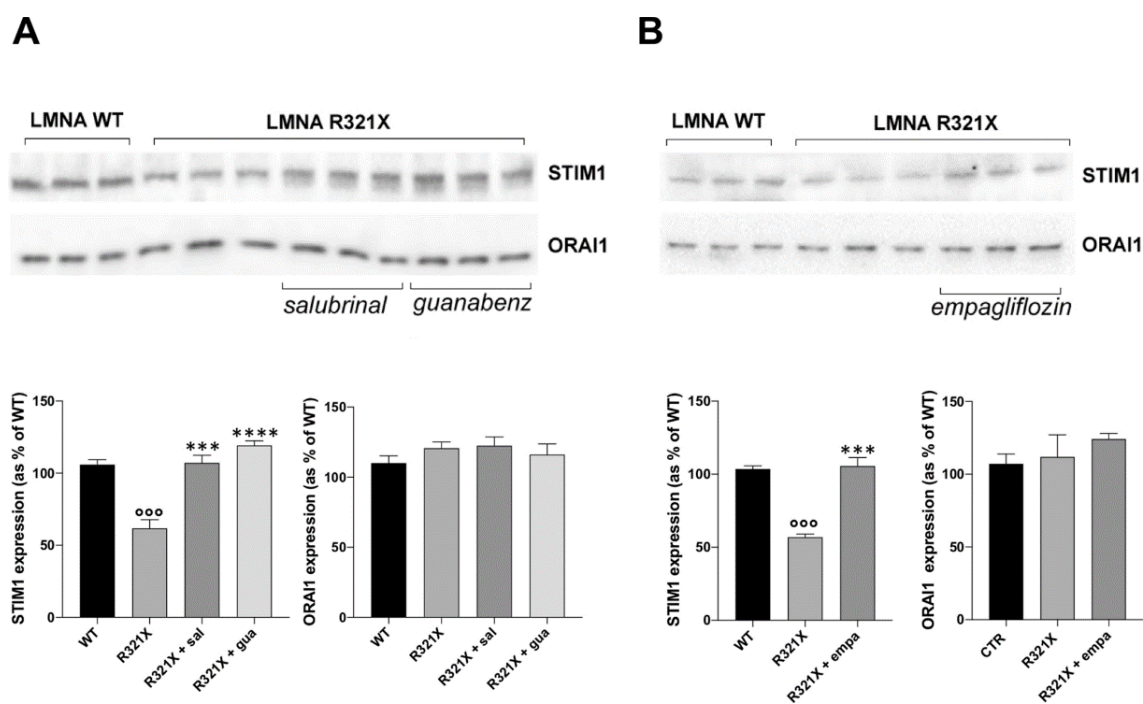 A
LMNA WT
LMNA R321X
STIM1
ORAI1
salubrinal
guanabenz
STIM1 expression (as % of WT)
150
100
50
0
ooo
***
****
WT
R321X
R321X + sal
R321X + gua
ORAI1 expression (as % of WT)
150
100
50
0
WT
R321X
R321X + sal
R321X + gua
B
LMNA WT
LMNA R321X
STIM1
ORAI1
empagliflozin
STIM1 expression (as % of WT)
150
100
50
0
ooo
***
WT
R321X
R321X + empa
ORAI1 expression (as % of WT)
150
100
50
0
CTR
R321X
R321X + empa